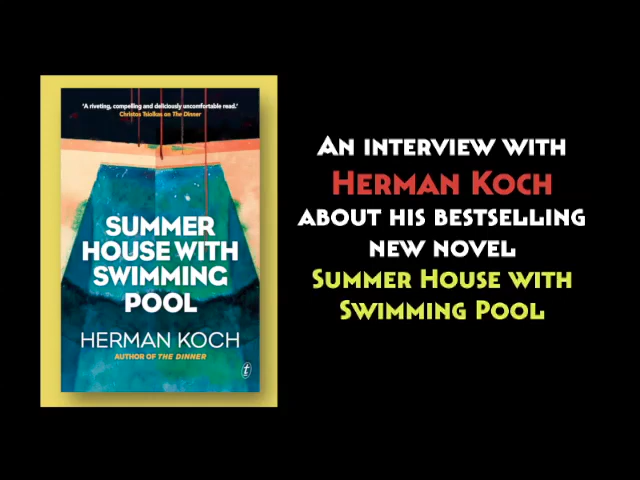 'A riveting, compelling and deliciously uncomfortable read.'
Christos Tsiolkas on The Dinner
SUMMER
HOUSE WITH
SWIMMING
POOL
HERMAN KOCH
AUTHOR OF THE DINNER
t
AN INTERVIEW WITH
HERMAN KOCH
ABOUT HIS BESTSELLING
NEW NOVEL
SUMMER HOUSE WITH
SWIMMING POOL